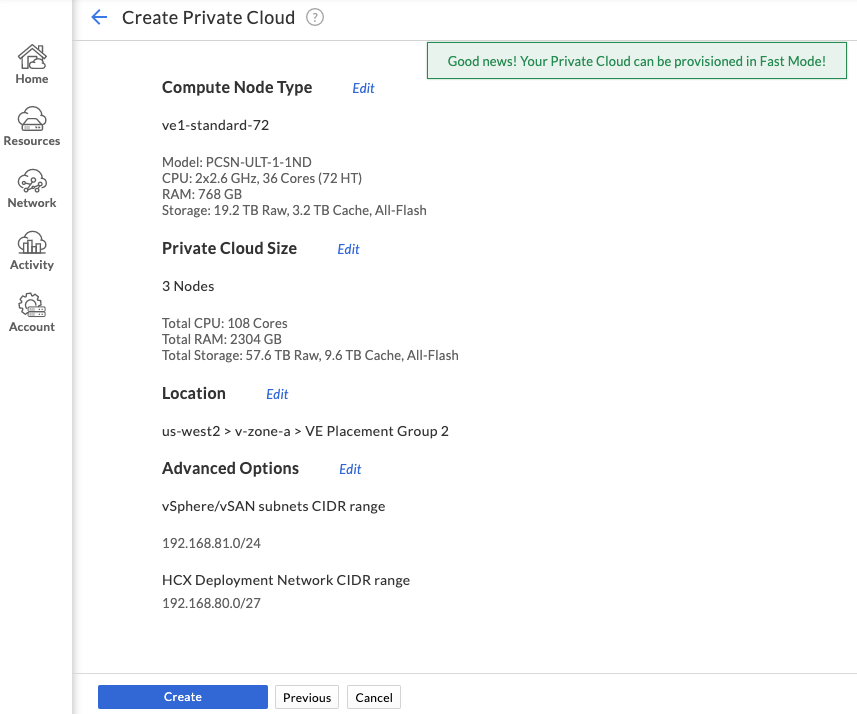 Create Private Cloud ?
Good news! Your Private Cloud can be provisioned in Fast Mode!
Home
Resources
Network
Activity
Account
Compute Node Type Edit
ve1-standard-72
Model: PCSN-ULT-1-1ND
CPU: 2x2.6 GHz, 36 Cores (72 HT)
RAM: 768 GB
Storage: 19.2 TB Raw, 3.2 TB Cache, All-Flash
Private Cloud Size Edit
3 Nodes
Total CPU: 108 Cores
Total RAM: 2304 GB
Total Storage: 57.6 TB Raw, 9.6 TB Cache, All-Flash
Location Edit
us-west2 > v-zone-a > VE Placement Group 2
Advanced Options Edit
vSphere/vSAN subnets CIDR range
192.168.81.0/24
HCX Deployment Network CIDR range
192.168.80.0/27
Create Previous Cancel